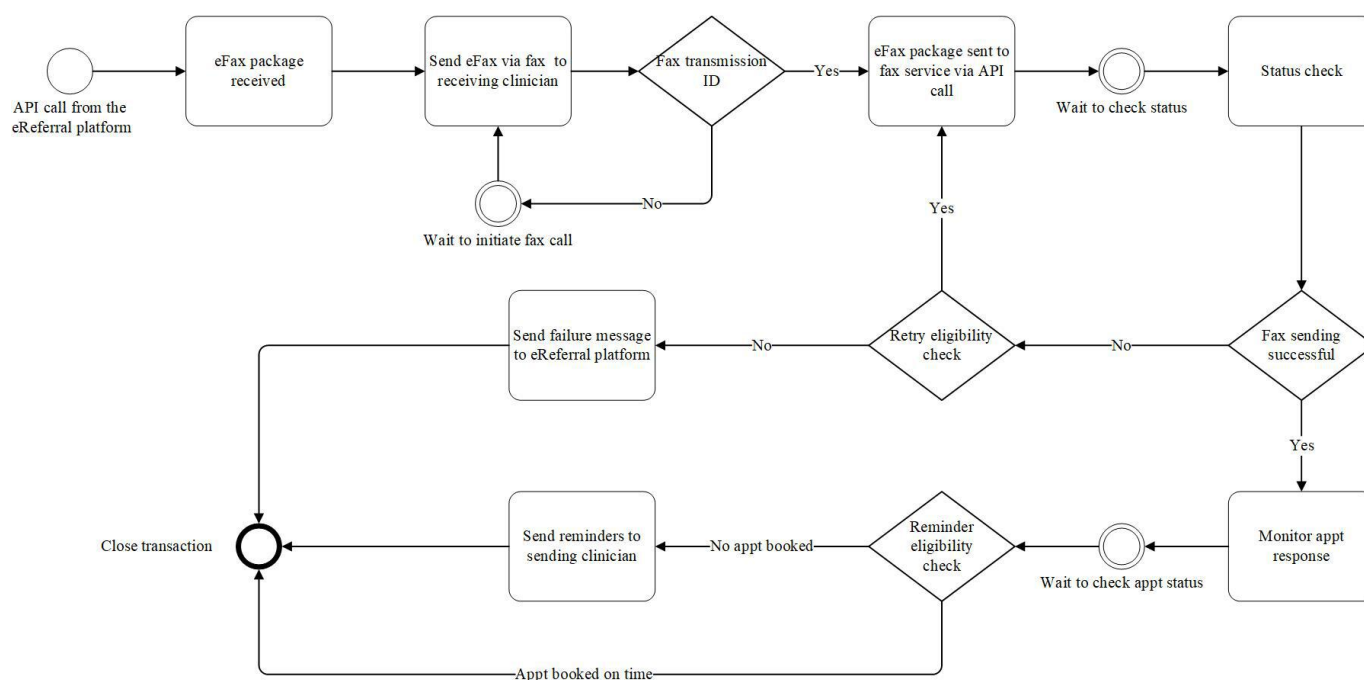 API call from the
eReferral platform
eFax package
received
Send eFax via fax to
receiving clinician
Fax transmission
ID
Yes
eFax package sent to
fax service via API
call
Wait to check status
Status check
No
Wait to initiate fax call
Yes
Send failure message
to eReferral platform
No
Retry eligibility
check
No
Fax sending
successful
Yes
Close transaction
Send reminders to
sending clinician
No appt booked
Reminder
eligibility
check
Wait to check appt status
Monitor appt
response
Appt booked on time